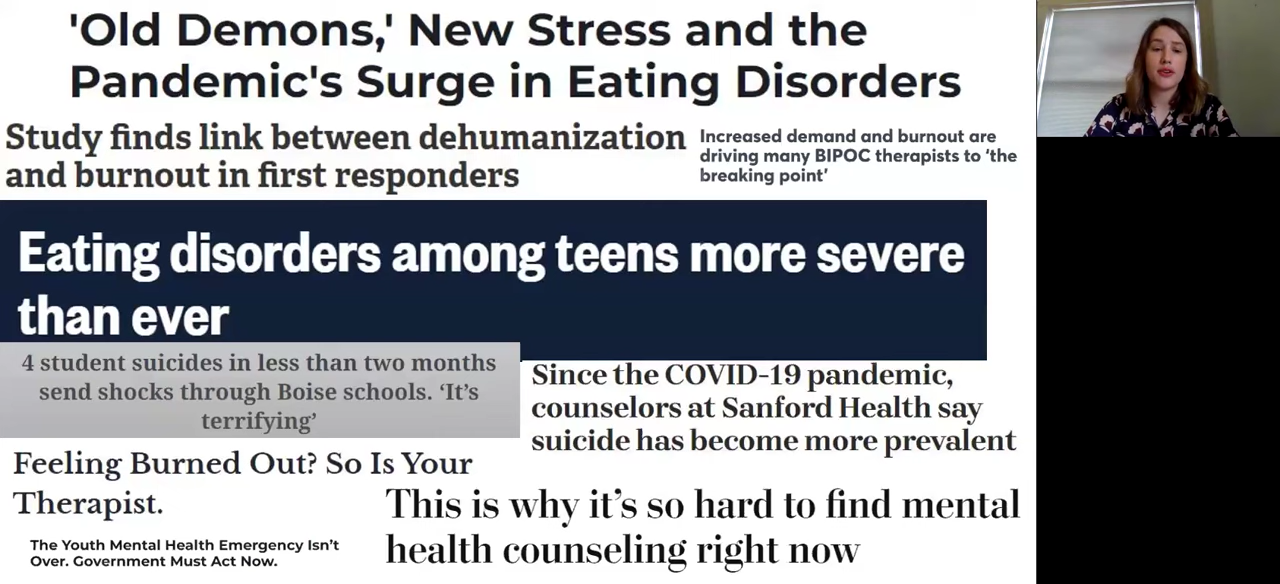 'Old Demons,' New Stress and the
Pandemic's Surge in Eating Disorders
Study finds link between dehumanization
and burnout in first responders
Increased demand and burnout are
driving many BIPOC therapists to ‘the
breaking point’
Eating disorders among teens more severe
than ever
4 student suicides in less than two months
send shocks through Boise schools. ‘It’s
terrifying’
Since the COVID-19 pandemic,
counselors at Sanford Health say
suicide has become more prevalent
Feeling Burned Out? So Is Your
Therapist.
This is why it’s so hard to find mental
health counseling right now
The Youth Mental Health Emergency Isn’t
Over. Government Must Act Now.